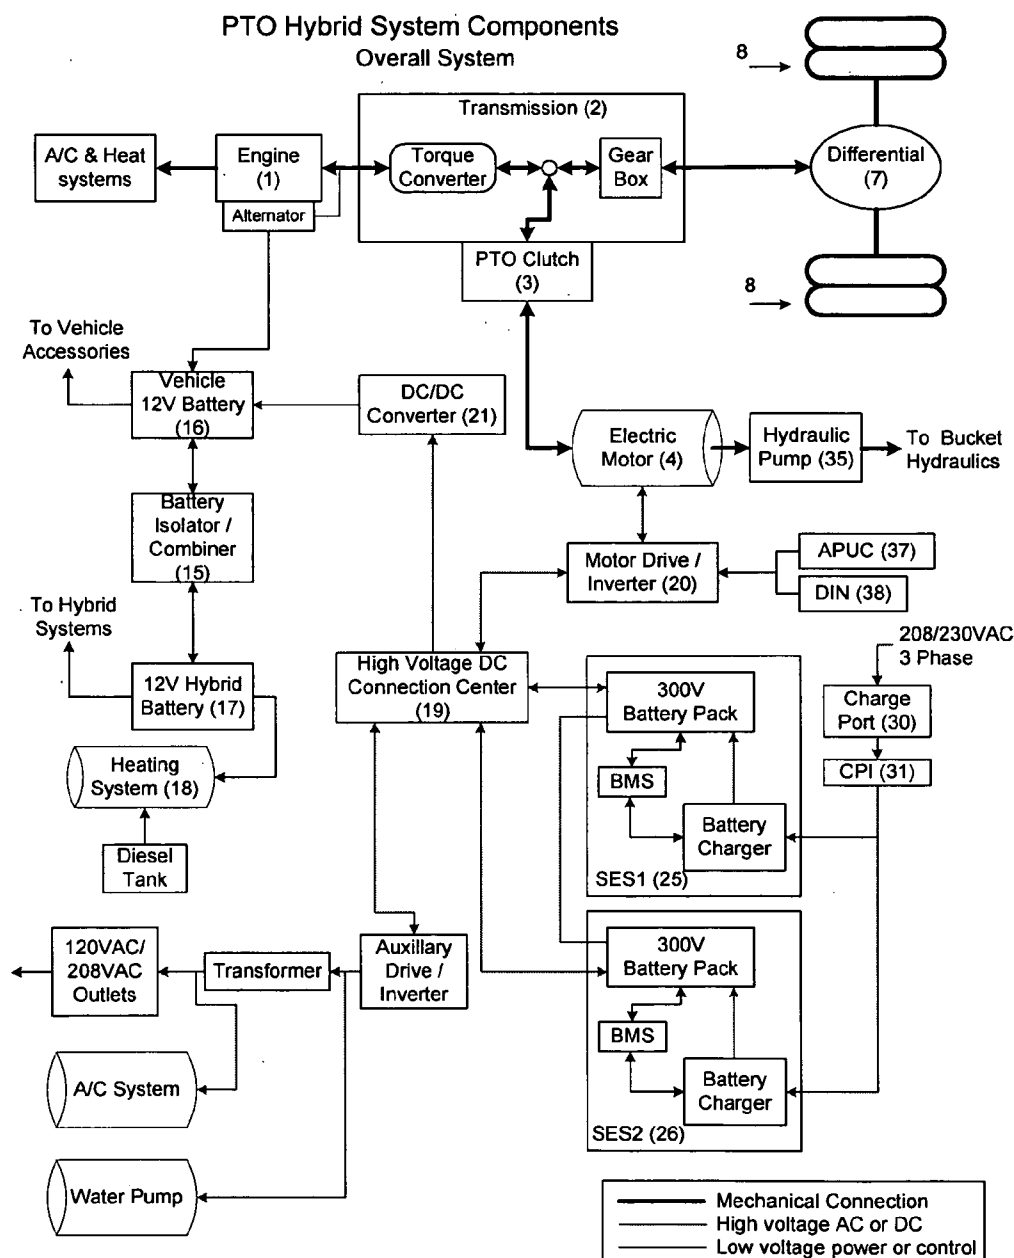 PTO Hybrid System Components
Overall System
8
Transmission (2)
A/C & Heat
systems
Engine
(1)
Alternator
Torque
Converter
Gear
Box
Differential
(7)
PTO Clutch
(3)
8
To Vehicle
Accessories
Vehicle
12V Battery
(16)
DC/DC
Converter (21)
Electric
Motor (4)
Hydraulic
Pump (35)
To Bucket
Hydraulics
Battery
Isolator /
Combiner
(15)
Motor Drive /
Inverter (20)
APUC (37)
DIN (38)
To Hybrid
Systems
208/230VAC
3 Phase
12V Hybrid
Battery (17)
High Voltage DC
Connection Center
(19)
300V
Battery Pack
Charge
Port (30)
Heating
System (18)
BMS
CPI (31)
Battery
Charger
Diesel
Tank
SES1 (25)
120VAC/
208VAC
Outlets
Transformer
Auxillary
Drive /
Inverter
300V
Battery Pack
BMS
A/C System
Battery
Charger
SES2 (26)
Water Pump
Mechanical Connection
High voltage AC or DC
Low voltage power or control